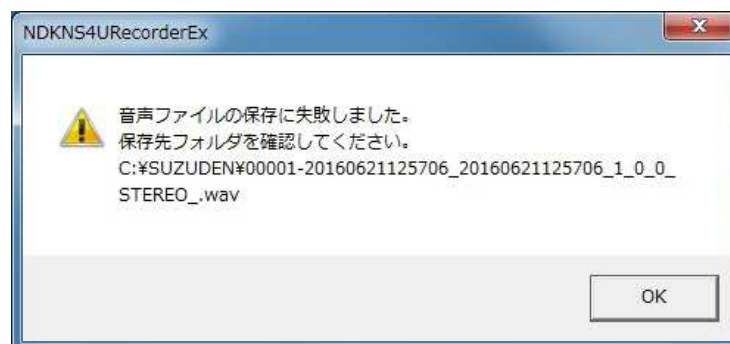 NDKNS4URecorderEx
音声ファイルの保存に失敗しました。
保存先フォルダを確認してください。
C:¥SUZUDEN¥00001-20160621125706_20160621125706_1_0_0_
STEREO_.wav
OK